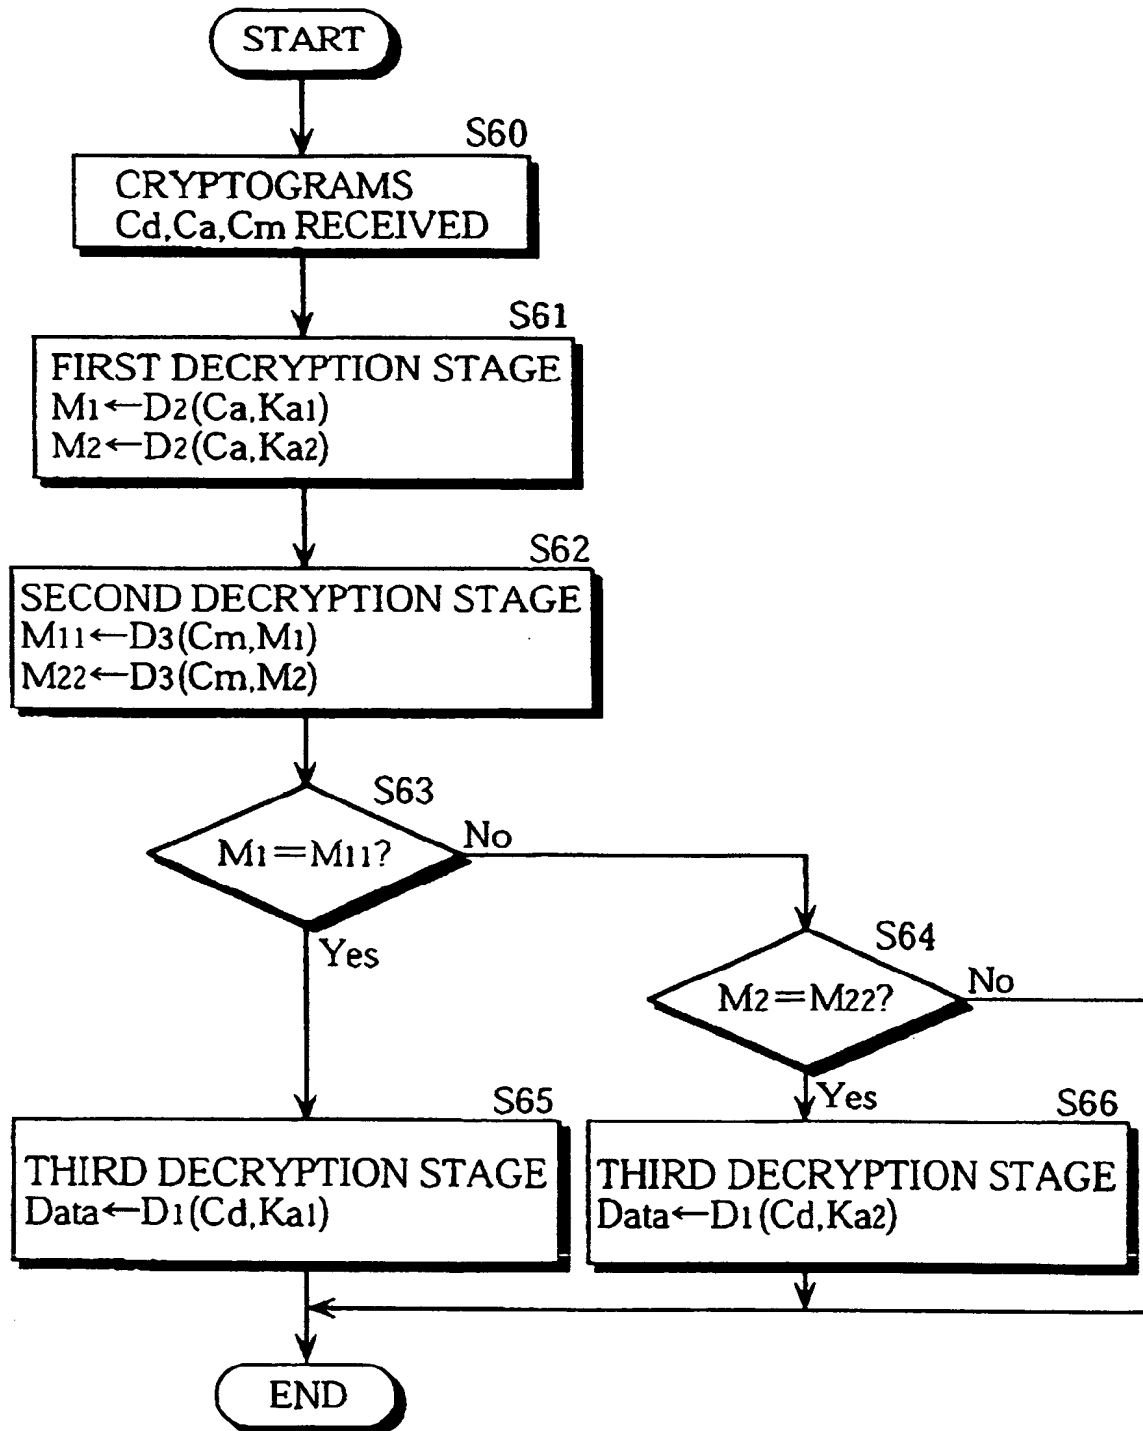 START
S60
CRYPTOGRAMS
Cd,Ca,Cm RECEIVED
S61
FIRST DECRYPTION STAGE
M1←D2(Ca,Ka1)
M2←D2(Ca,Ka2)
S62
SECOND DECRYPTION STAGE
M11←D3(Cm,M1)
M22←D3(Cm,M2)
S63
M1=M11?
No
Yes
S64
M2=M22?
No
Yes
S65
THIRD DECRYPTION STAGE
Data←D1(Cd,Ka1)
S66
THIRD DECRYPTION STAGE
Data←D1(Cd,Ka2)
END